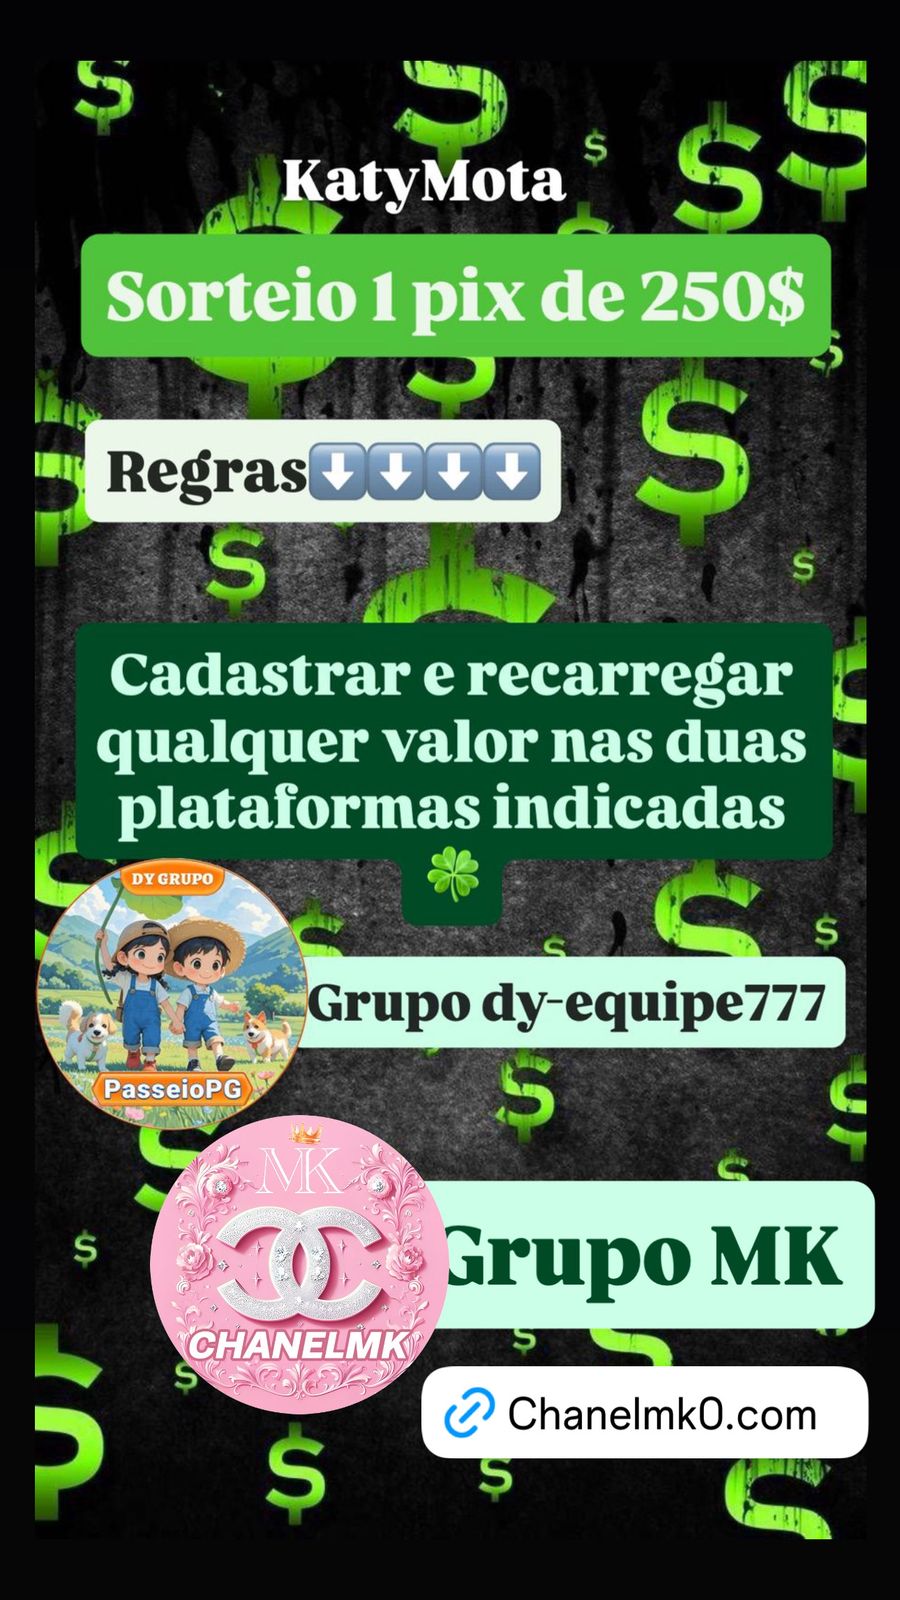 KatyMota
Sorteio 1 pix de 250$
Regras⬇️⬇️⬇️⬇️
Cadastrar e recarregar
qualquer valor nas duas
plataformas indicadas
🍀
DY GRUPO
PasseioPG
Grupo dy-equipe777
MK
CHANELMK
Grupo MK
Chanelmk0.com